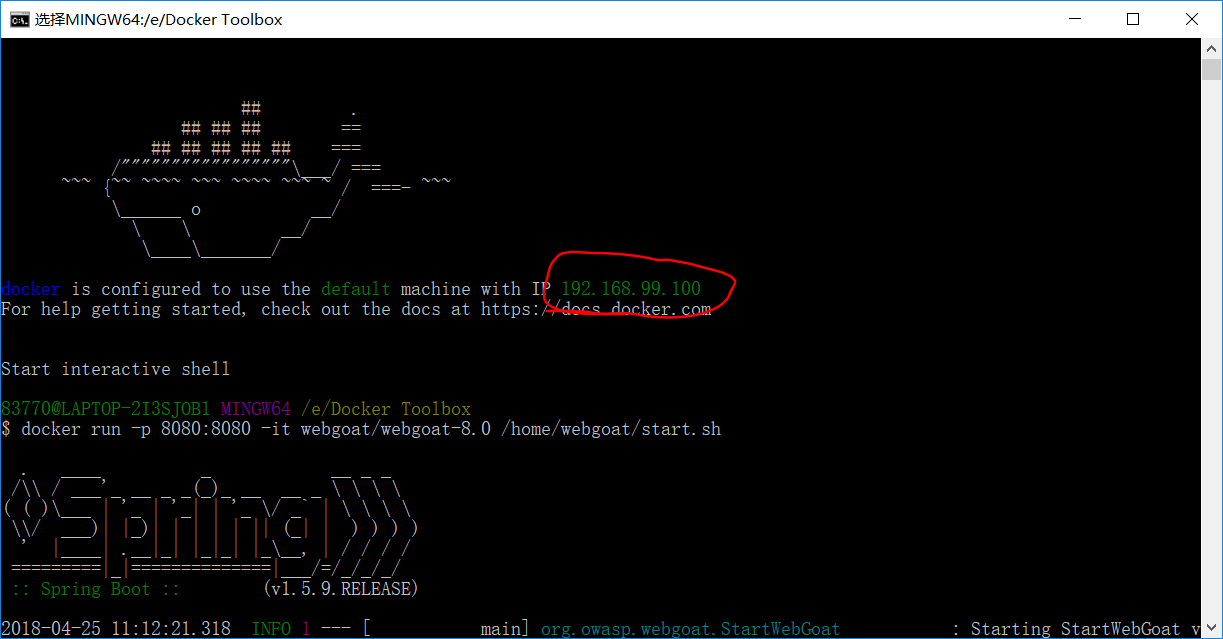 选择MINGW64:/e/Docker Toolbox
docker is configured to use the default machine with IP 192.168.99.100
For help getting started, check out the docs at https://docs.docker.com
Start interactive shell
83770@LAPTOP-2I3SJOB1 MINGW64 /e/Docker Toolbox
$ docker run -p 8080:8080 -it webgoat/webgoat-8.0 /home/webgoat/start.sh
Spring
:: Spring Boot ::        (v1.5.9.RELEASE)
2018-04-25 11:12:21.318  INFO 1 --- [           main] org.owasp.webgoat.StartWebGoat           : Starting StartWebGoat v